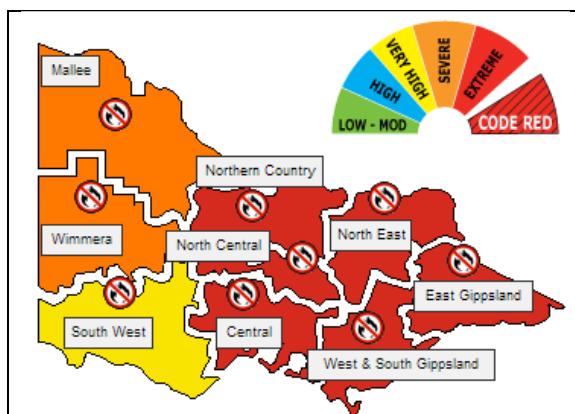 Mallee
VERY HIGH
SEVERE
HIGH
EXTREME
LOW - MOD
CODE RED
Northern Country
Wimmera
North Central
North East
East Gippsland
South West
Central
West & South Gippsland